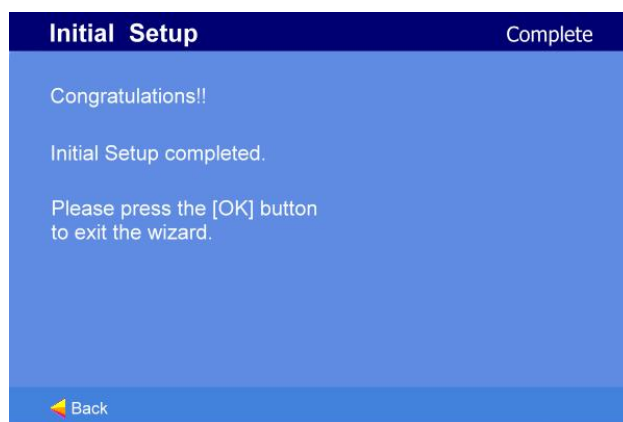 Initial Setup
Complete
Congratulations!!
Initial Setup completed.
Please press the [OK] button
to exit the wizard.
Back